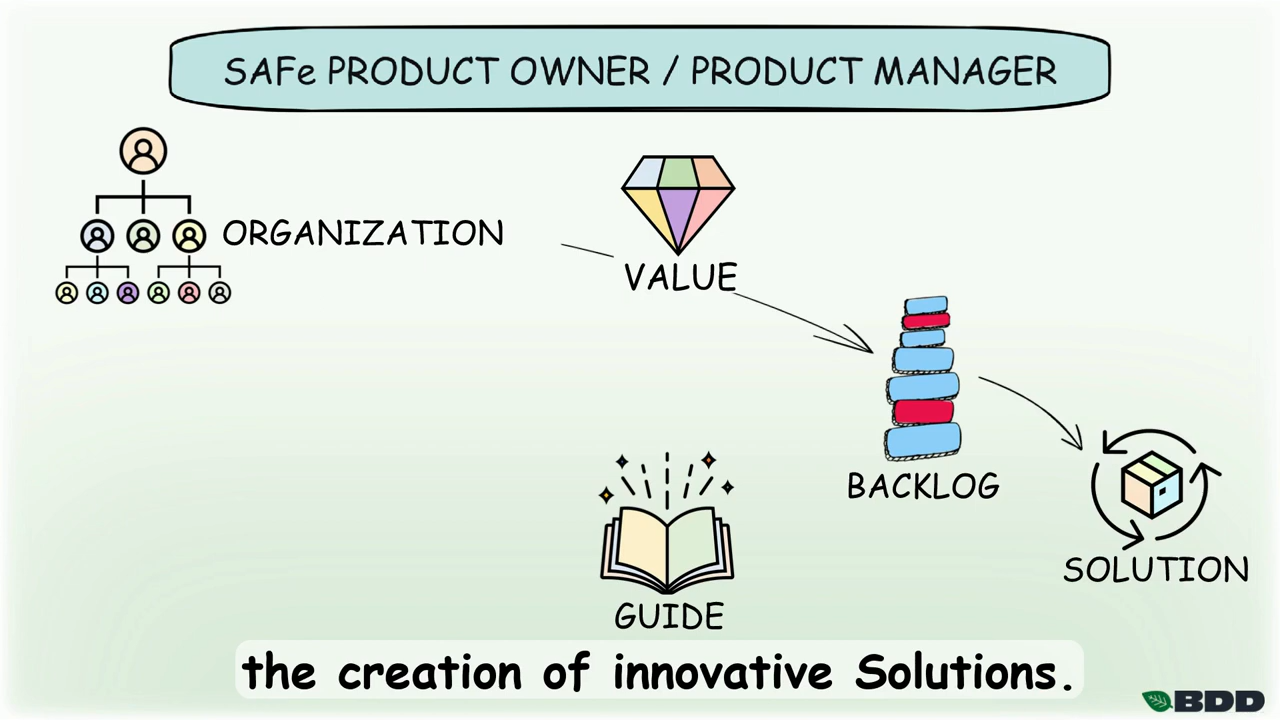 SAFe PRODUCT OWNER / PRODUCT MANAGER
ORGANIZATION
VALUE
BACKLOG
SOLUTION
GUIDE
the creation of innovative Solutions.
BDD